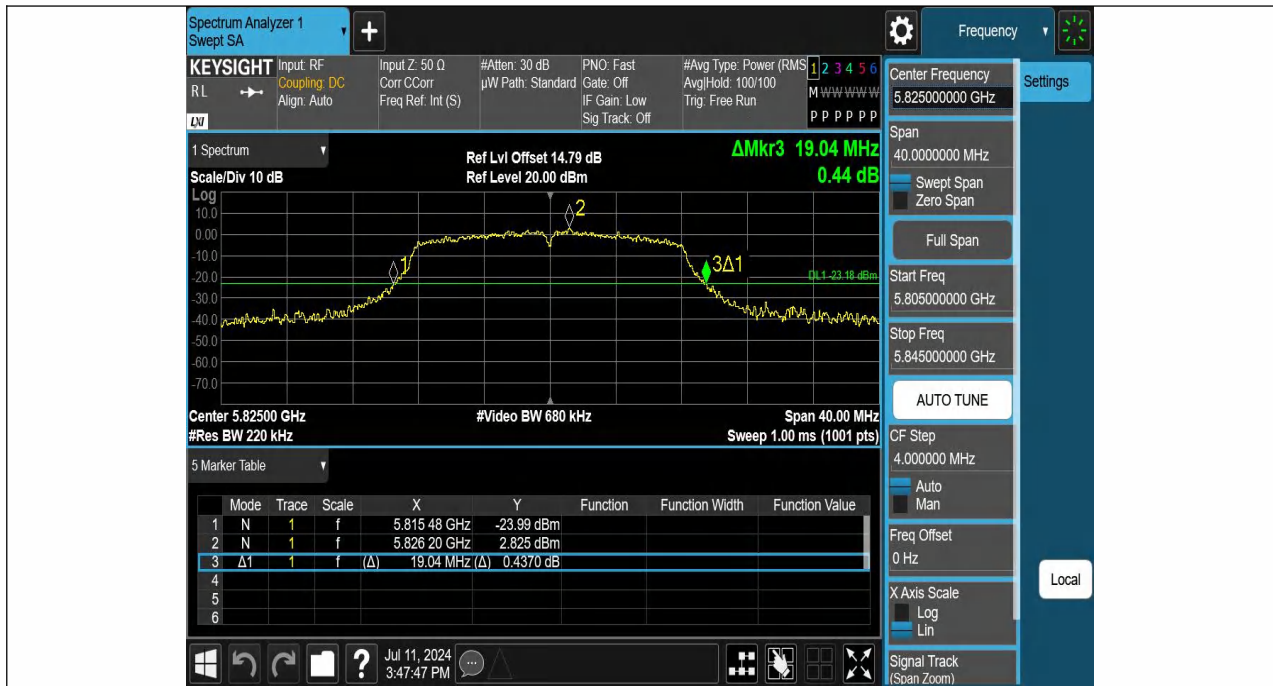 Spectrum Analyzer 1
Swept SA
Frequency
KEYSIGHT
RL
LXI
Input: RF
Coupling: DC
Align: Auto
Input Z: 50 Ω
Corr CCorr
Freq Ref: Int (S)
#Atten: 30 dB
µW Path: Standard
PNO: Fast
Gate: Off
IF Gain: Low
Sig Track: Off
#Avg Type: Power (RMS
Avg|Hold: 100/100
Trig: Free Run
1 2 3 4 5 6
M W W W W W
P P P P P P
Center Frequency
5.825000000 GHz
Settings
1 Spectrum
Scale/Div 10 dB
Ref Lvl Offset 14.79 dB
Ref Level 20.00 dBm
ΔMkr3 19.04 MHz
0.44 dB
Log
10.0
0.00
-10.0
-20.0
-30.0
-40.0
-50.0
-60.0
-70.0
1
2
3Δ1
DL1 -23.18 dBm
Center 5.82500 GHz
#Res BW 220 kHz
#Video BW 680 kHz
Span 40.00 MHz
Sweep 1.00 ms (1001 pts)
5 Marker Table
Mode Trace Scale X Y Function Function Width Function Value
1 N 1 f 5.815 48 GHz -23.99 dBm
2 N 1 f 5.826 20 GHz 2.825 dBm
3 Δ1 1 f (Δ) 19.04 MHz (Δ) 0.4370 dB
4
5
6
Span
40.0000000 MHz
Swept Span
Zero Span
Full Span
Start Freq
5.805000000 GHz
Stop Freq
5.845000000 GHz
AUTO TUNE
CF Step
4.000000 MHz
Auto
Man
Freq Offset
0 Hz
X Axis Scale
Log
Lin
Local
Signal Track
(Span Zoom)
?
Jul 11, 2024
3:47:47 PM